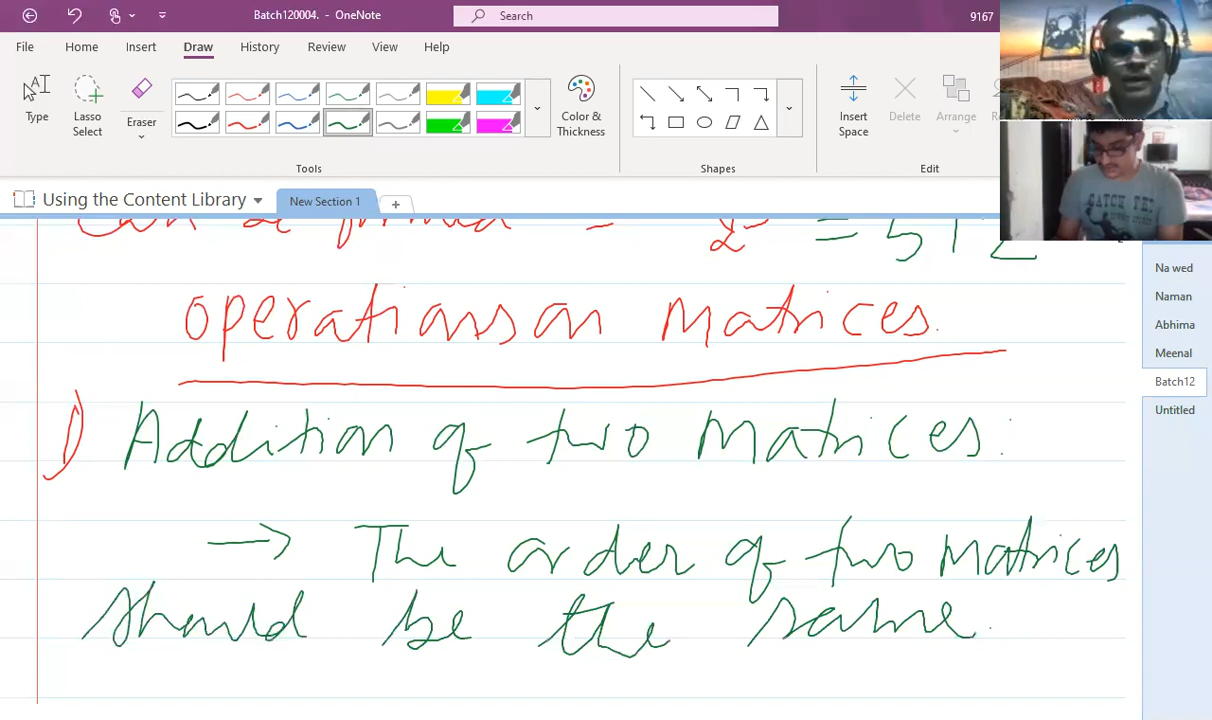 Batch120004. - OneNote
Search
9167
File Home Insert Draw History Review View Help
Type
Lasso Select
Eraser
Color & Thickness
Insert Space
Delete
Arrange
Tools
Shapes
Edit
Using the Content Library
New Section 1
+
= 512
operations on Matrices.
1) Addition of two Matrices.
→ The order of two Matrices
should be the same.
Na wed
Naman
Abhima
Meenal
Batch12
Untitled